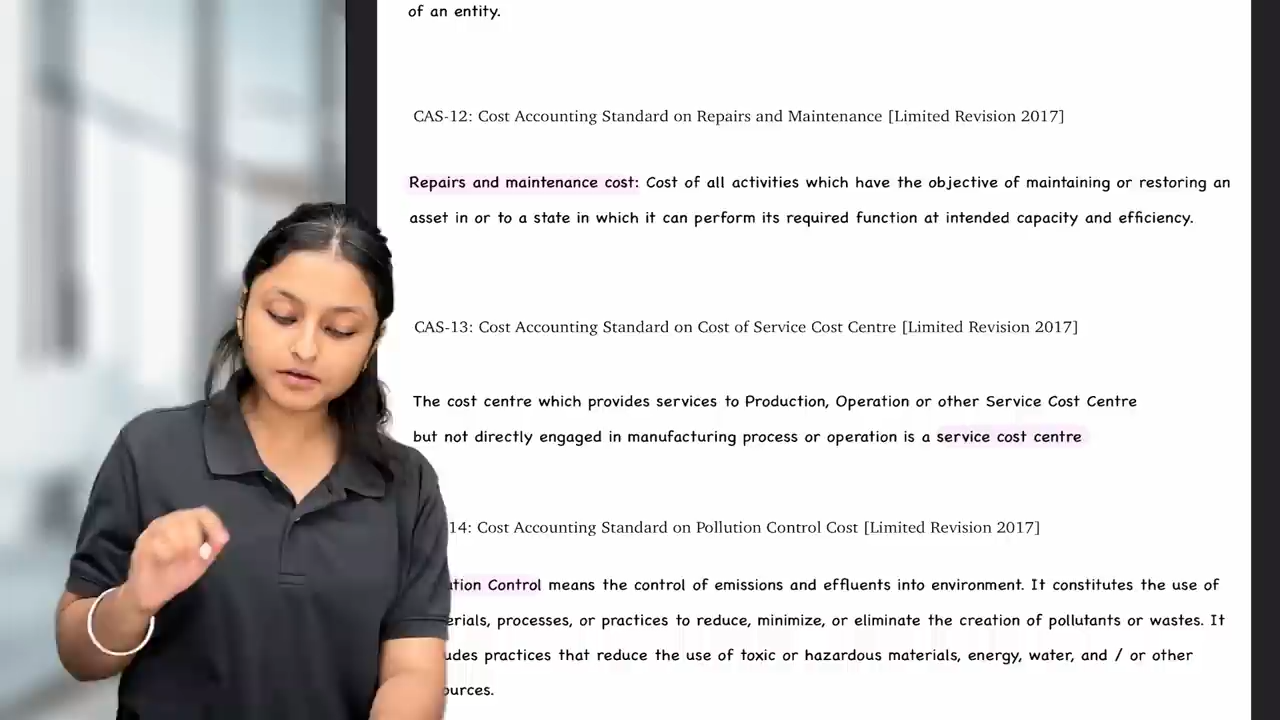 of an entity.
CAS-12: Cost Accounting Standard on Repairs and Maintenance [Limited Revision 2017]
Repairs and maintenance cost: Cost of all activities which have the objective of maintaining or restoring an
asset in or to a state in which it can perform its required function at intended capacity and efficiency.
CAS-13: Cost Accounting Standard on Cost of Service Cost Centre [Limited Revision 2017]
The cost centre which provides services to Production, Operation or other Service Cost Centre
but not directly engaged in manufacturing process or operation is a service cost centre
14: Cost Accounting Standard on Pollution Control Cost [Limited Revision 2017]
Control means the control of emissions and effluents into environment. It constitutes the use of
processes, or practices to reduce, minimize, or eliminate the creation of pollutants or wastes. It
practices that reduce the use of toxic or hazardous materials, energy, water, and / or other